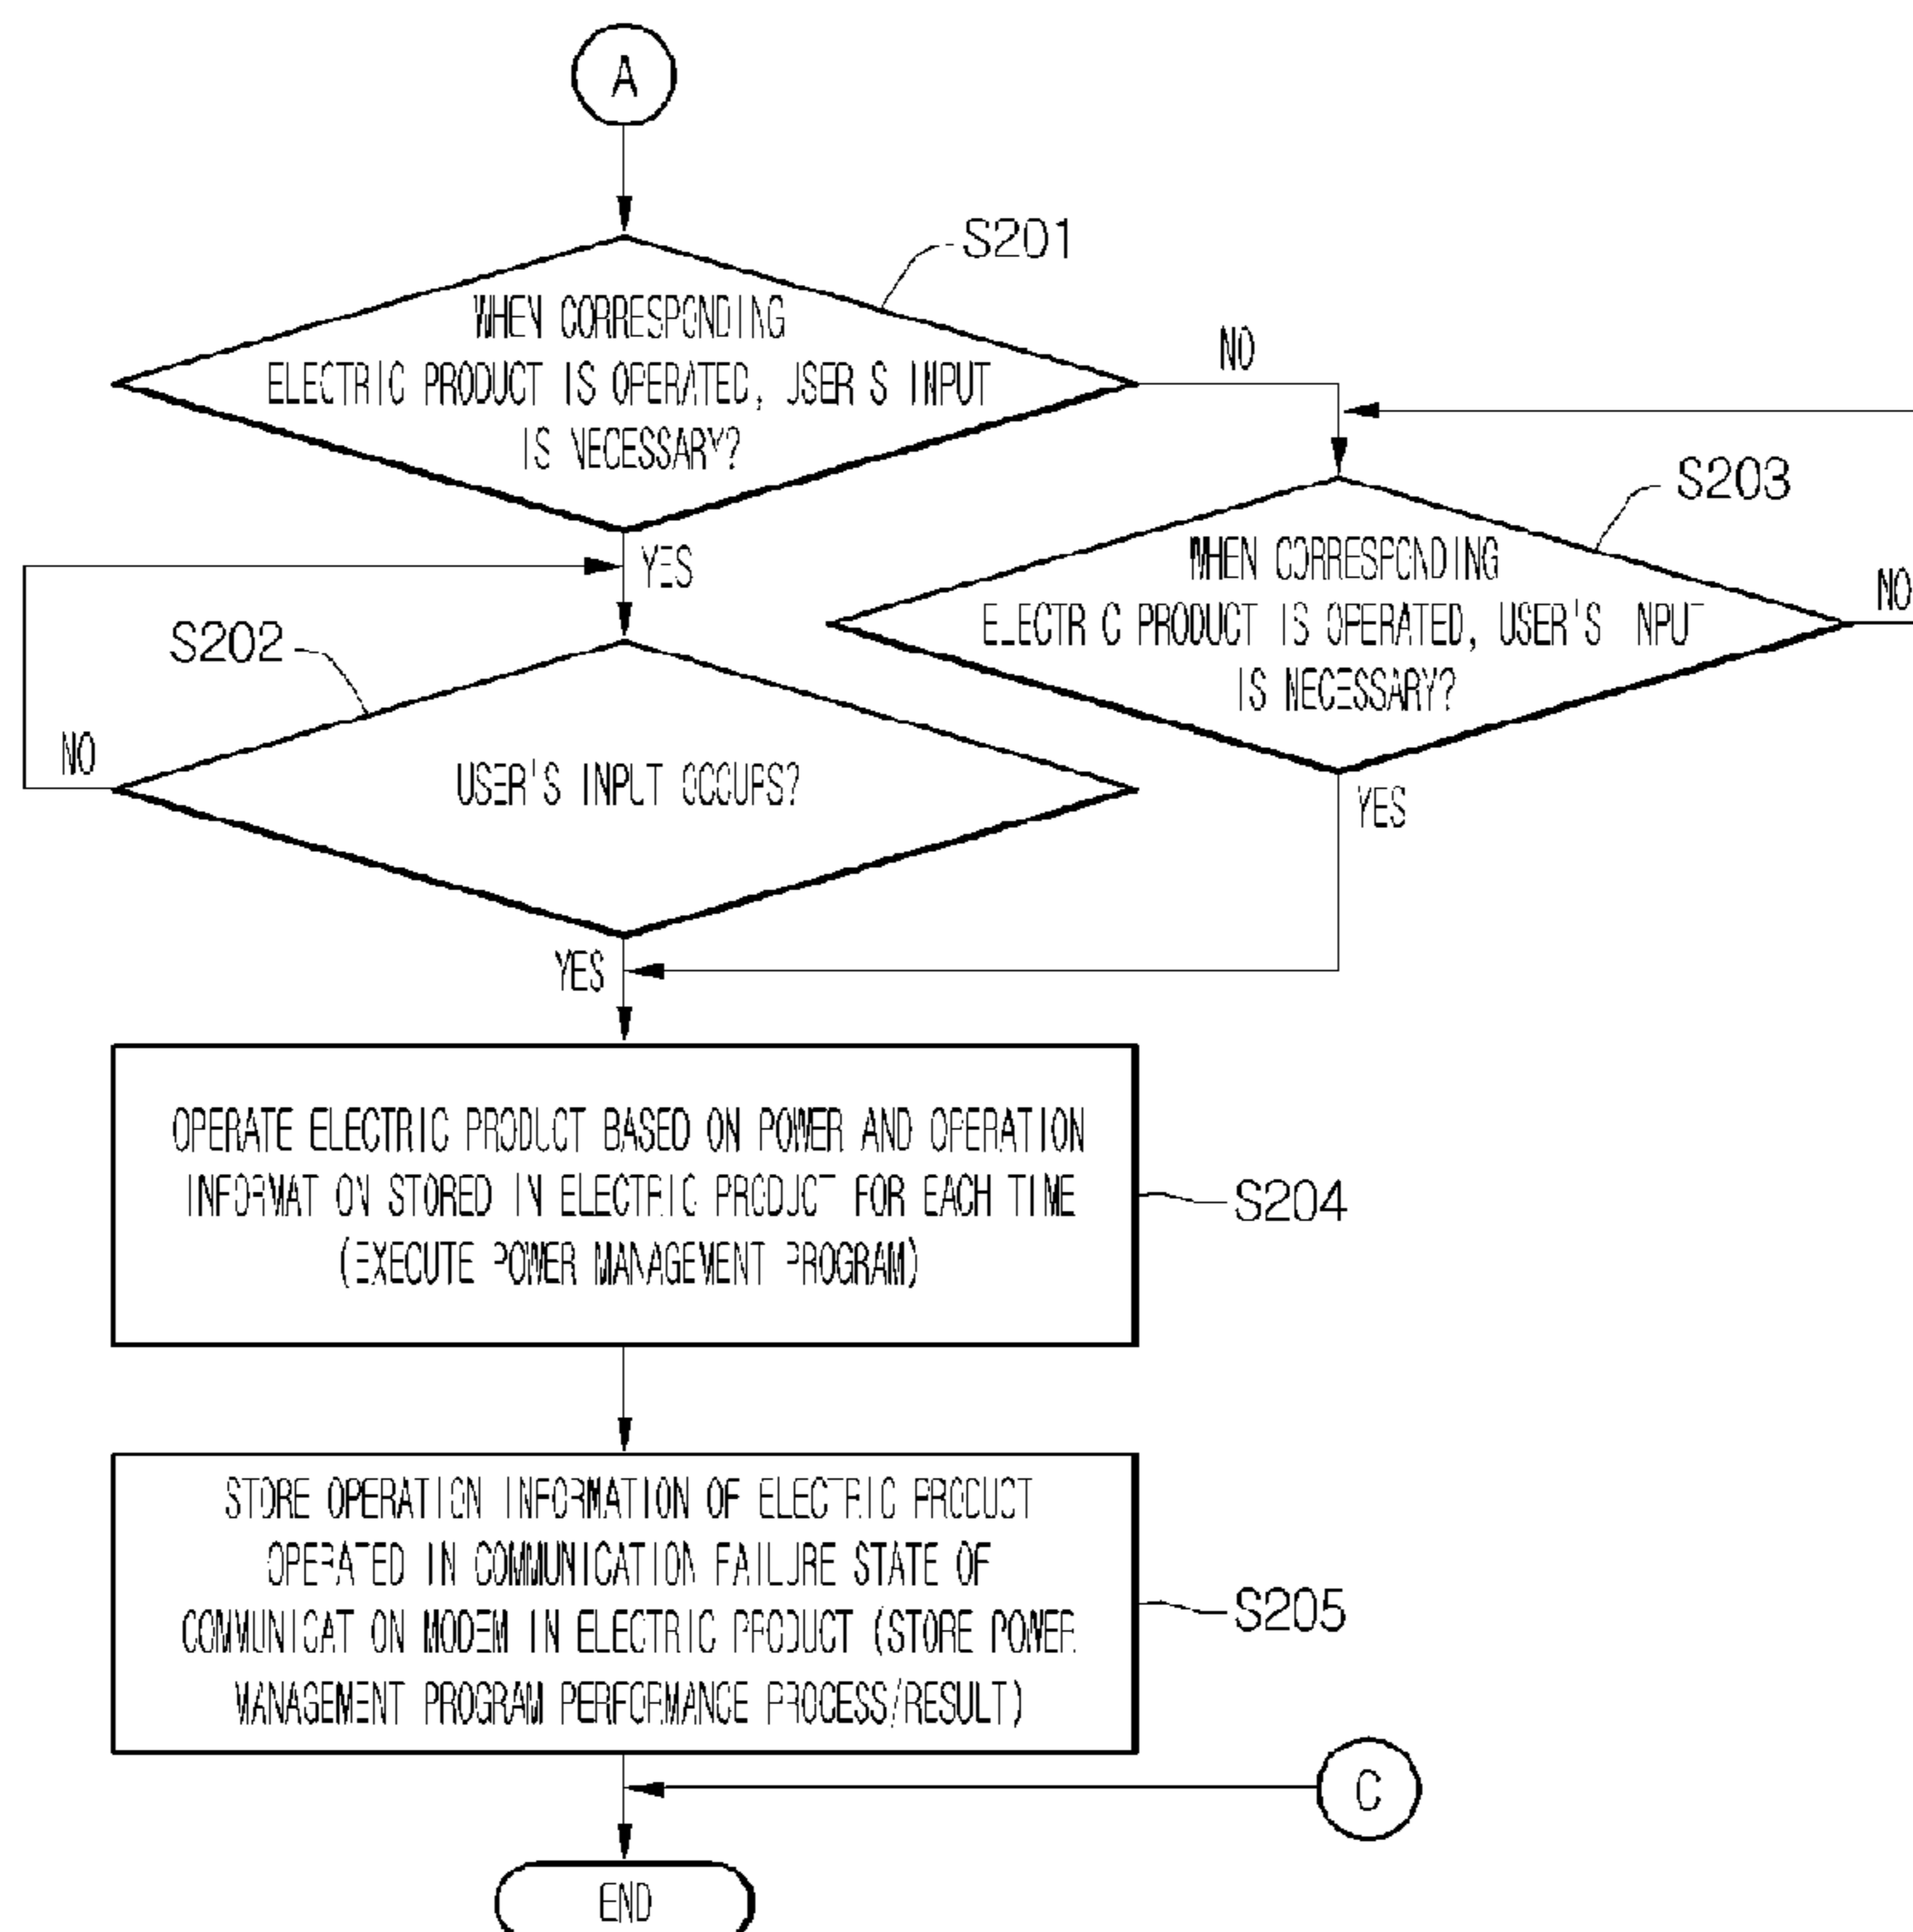 A
S201
WHEN CORRESPONDING
ELECTRIC PRODUCT IS OPERATED, USER'S INPUT
IS NECESSARY?
NO
YES
S203
WHEN CORRESPONDING
ELECTRIC PRODUCT IS OPERATED, USER'S INPUT
IS NECESSARY?
NO
YES
S202
USER'S INPUT OCCURS?
NO
YES
OPERATE ELECTRIC PRODUCT BASED ON POWER AND OPERATION
INFORMATION STORED IN ELECTRIC PRODUCT FOR EACH TIME
(EXECUTE POWER MANAGEMENT PROGRAM)
S204
STORE OPERATION INFORMATION OF ELECTRIC PRODUCT
OPERATED IN COMMUNICATION FAILURE STATE OF
COMMUNICATION MODEM IN ELECTRIC PRODUCT (STORE POWER
MANAGEMENT PROGRAM PERFORMANCE PROCESS/RESULT)
S205
C
END